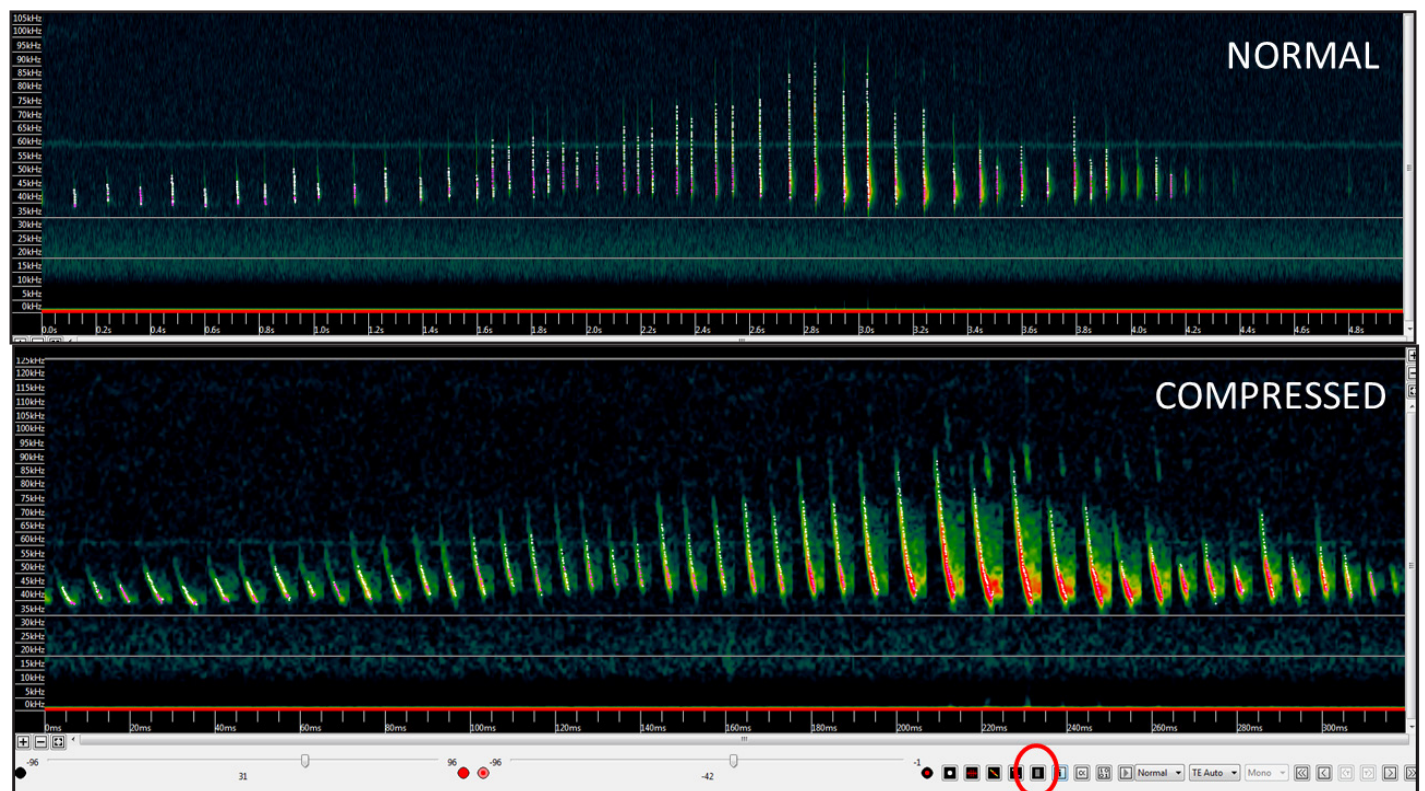 105kHz
100kHz
95kHz
90kHz
85kHz
80kHz
75kHz
70kHz
65kHz
60kHz
55kHz
50kHz
45kHz
40kHz
35kHz
30kHz
25kHz
20kHz
15kHz
10kHz
5kHz
0kHz
NORMAL
0.0s 0.2s 0.4s 0.6s 0.8s 1.0s 1.2s 1.4s 1.6s 1.8s 2.0s 2.2s 2.4s 2.6s 2.8s 3.0s 3.2s 3.4s 3.6s 3.8s 4.0s 4.2s 4.4s 4.6s 4.8s
125kHz
120kHz
115kHz
110kHz
105kHz
100kHz
95kHz
90kHz
85kHz
80kHz
75kHz
70kHz
65kHz
60kHz
55kHz
50kHz
45kHz
40kHz
35kHz
30kHz
25kHz
20kHz
15kHz
10kHz
5kHz
0kHz
COMPRESSED
0ms 20ms 40ms 60ms 80ms 100ms 120ms 140ms 160ms 180ms 200ms 220ms 240ms 260ms 280ms 300ms
-96 31 96 -96 -42 -1 Normal TE Auto Mono